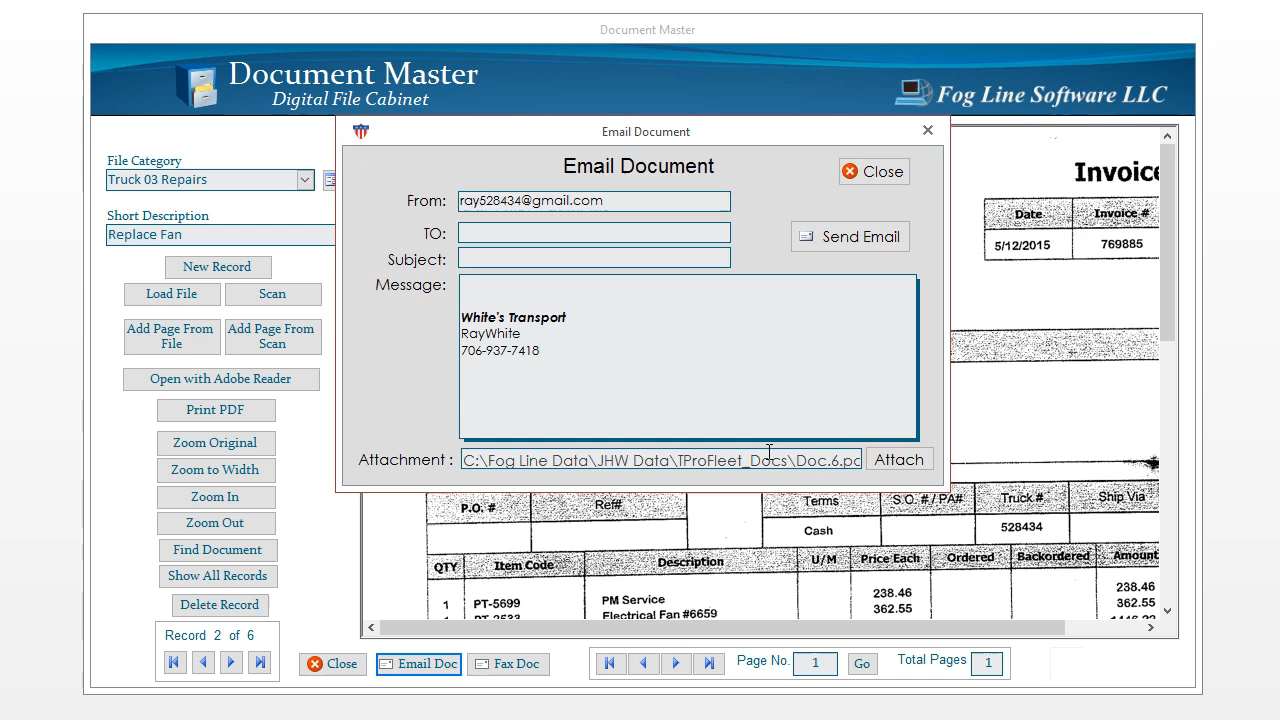 Document Master
Document Master
Digital File Cabinet
Fog Line Software LLC
File Category
Truck 03 Repairs
Short Description
Replace Fan
New Record
Load File
Scan
Add Page From File
Add Page From Scan
Open with Adobe Reader
Print PDF
Zoom Original
Zoom to Width
Zoom In
Zoom Out
Find Document
Show All Records
Delete Record
Record 2 of 6
Email Document
Email Document
Close
From: ray528434@gmail.com
TO:
Send Email
Subject:
Message:
White's Transport
RayWhite
706-937-7418
Attachment : C:\Fog Line Data\JHW Data\TProFleet_Docs\Doc.6.pd
Attach
Invoice
Date Invoice #
5/12/2015 769885
P.O. # Ref# Terms S.O. # / PA# Truck # Ship Via
Cash 528434
QTY Item Code Description U/M Price Each Ordered Backordered Amount
1 PT-5699 PM Service 238.46 238.46
Electrical Fan #6659 362.55 362.55
Close
Email Doc
Fax Doc
Page No. 1 Go Total Pages 1